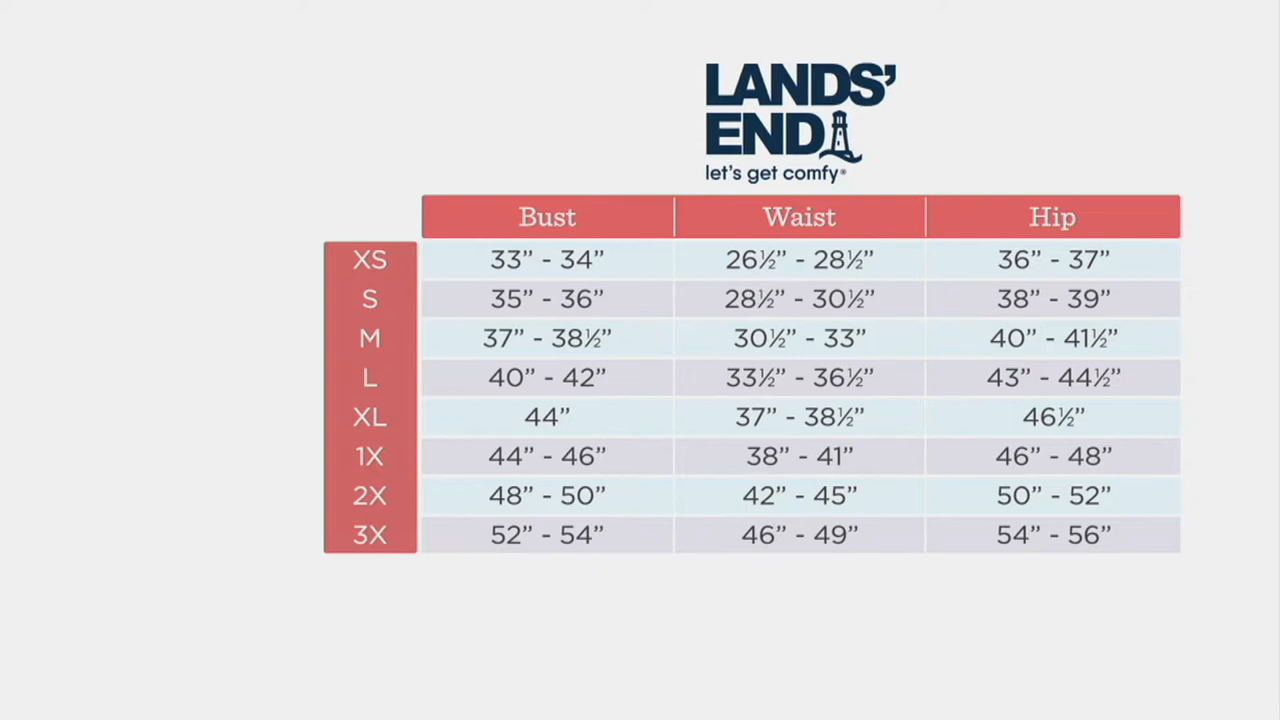 LANDS’
END
let’s get comfy®
Bust Waist Hip
XS 33” - 34” 26½” - 28½” 36” - 37”
S 35” - 36” 28½” - 30½” 38” - 39”
M 37” - 38½” 30½” - 33” 40” - 41½”
L 40” - 42” 33½” - 36½” 43” - 44½”
XL 44” 37” - 38½” 46½”
1X 44” - 46” 38” - 41” 46” - 48”
2X 48” - 50” 42” - 45” 50” - 52”
3X 52” - 54” 46” - 49” 54” - 56”